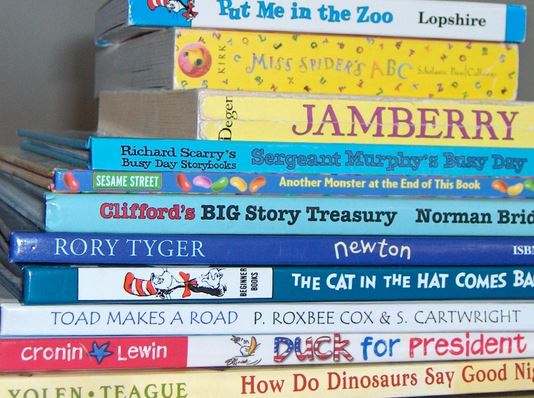 Put Me in the Zoo Lopshire
KIRK MISS SPIDER'S ABC Scholastic Press/Callaway
Degen JAMBERRY
Richard Scarry's Busy Day Storybooks Sergeant Murphy's Busy Day
SESAME STREET Another Monster at the End of This Book
Clifford's BIG Story Treasury Norman Brid
RORY TYGER newton ISBN
BEGINNER BOOKS THE CAT IN THE HAT COMES BA
TOAD MAKES A ROAD P. ROXBEE COX & S. CARTWRIGHT
cronin Lewin DUCK for president
YOLEN · TEAGUE How Do Dinosaurs Say Good Nig